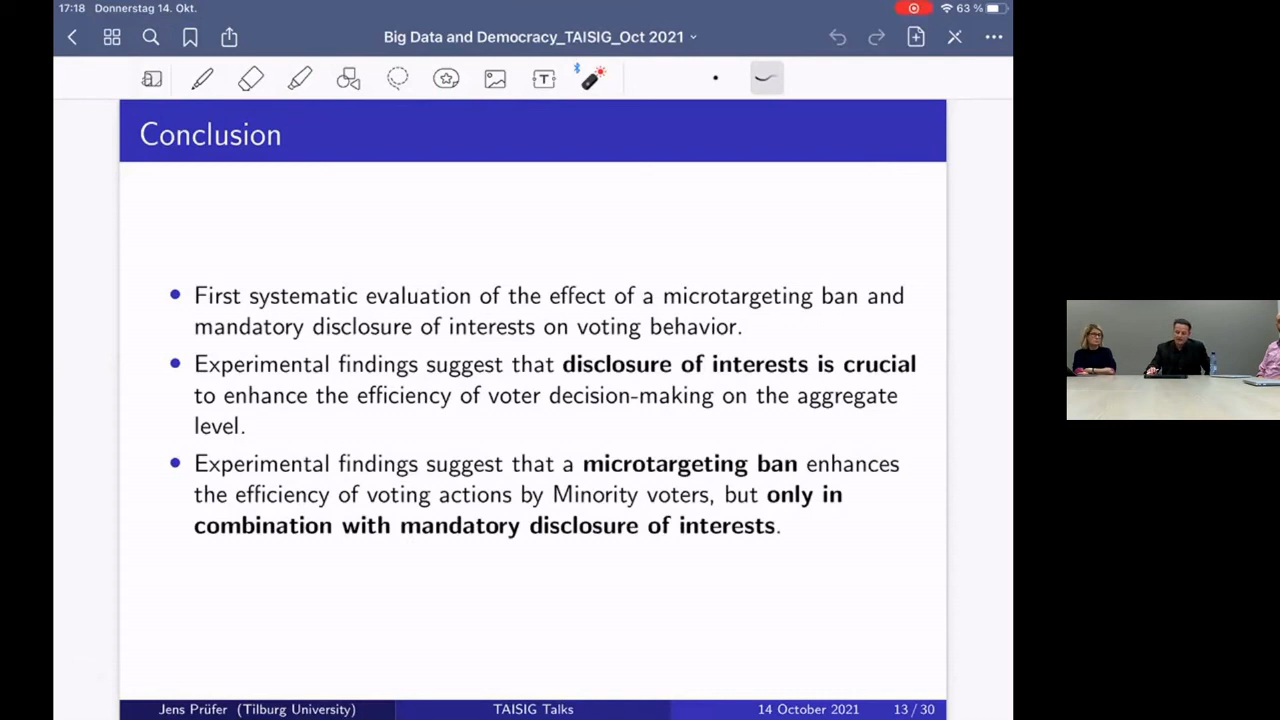 17:18 Donnerstag 14. Okt.
63 %
Big Data and Democracy_TAISIG_Oct 2021
T
Conclusion
First systematic evaluation of the effect of a microtargeting ban and
mandatory disclosure of interests on voting behavior.
Experimental findings suggest that disclosure of interests is crucial
to enhance the efficiency of voter decision-making on the aggregate
level.
Experimental findings suggest that a microtargeting ban enhances
the efficiency of voting actions by Minority voters, but only in
combination with mandatory disclosure of interests.
Jens Prüfer (Tilburg University) TAISIG Talks 14 October 2021 13 / 30